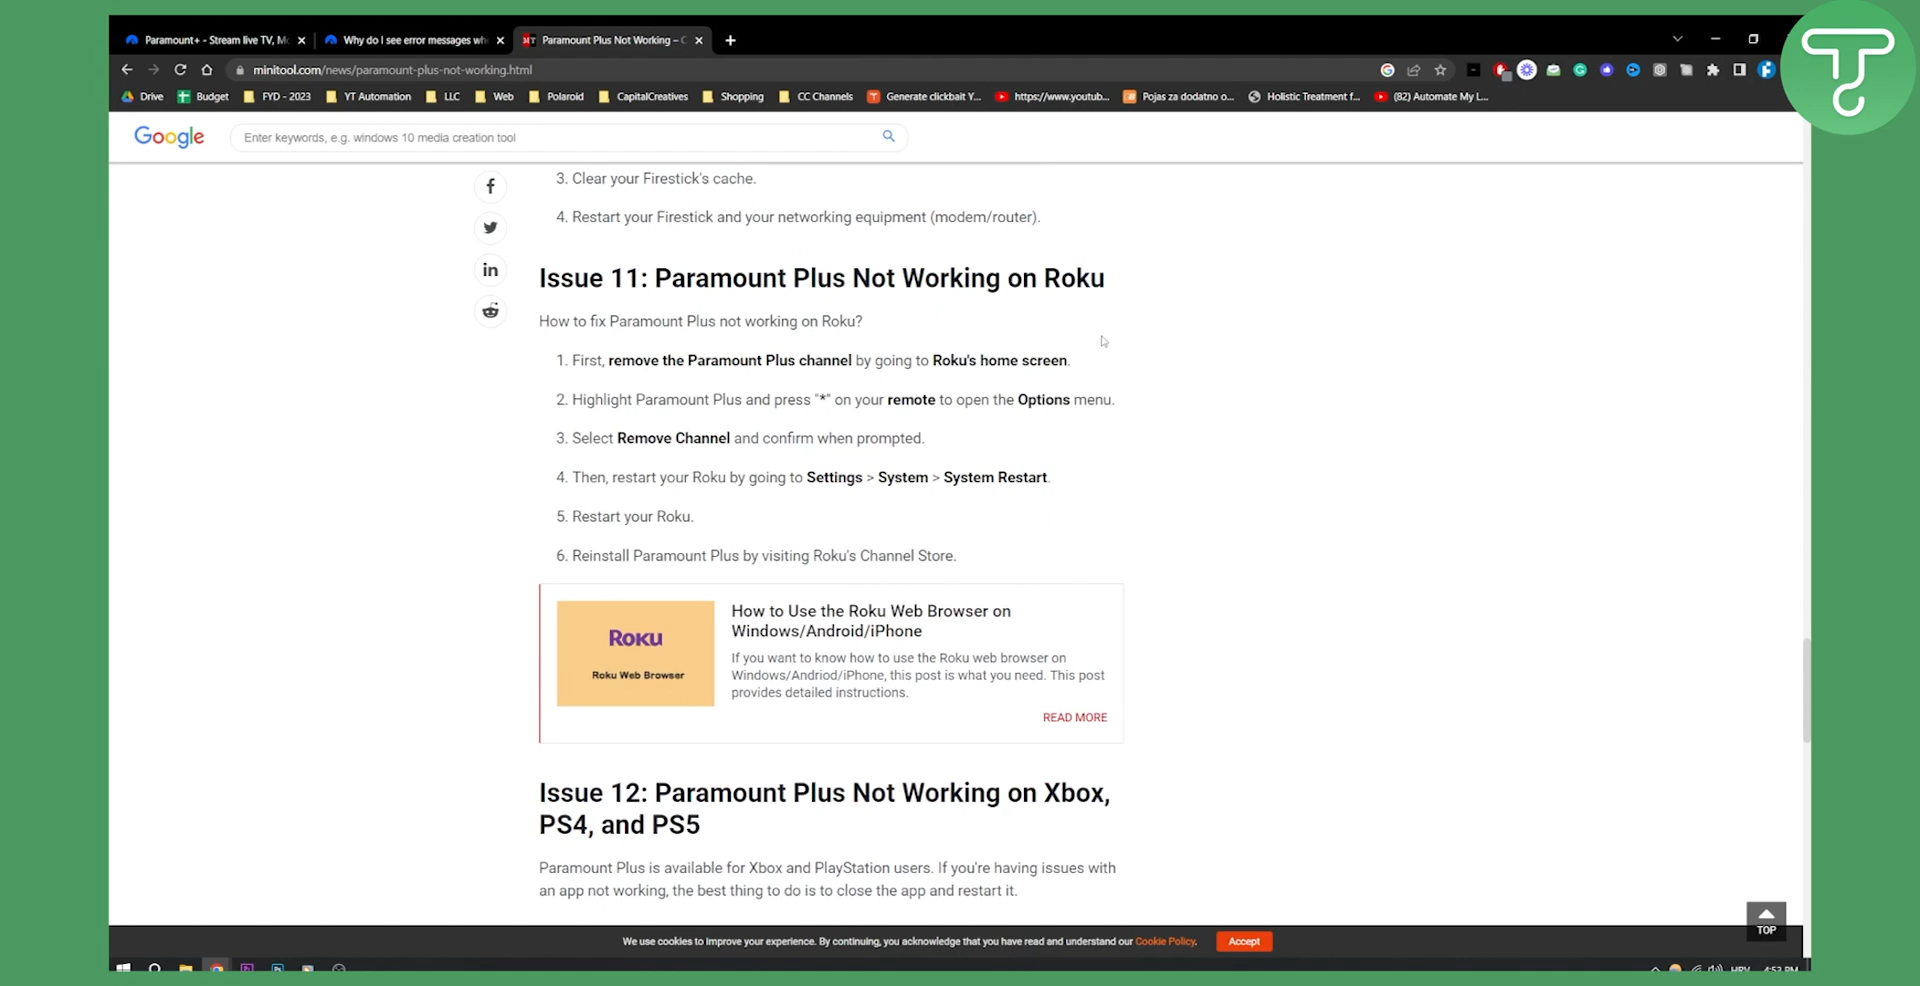 Paramount+ - Stream live TV, Mo
Why do I see error messages wh
MT Paramount Plus Not Working – C
minitool.com/news/paramount-plus-not-working.html
Drive Budget FYD - 2023 YT Automation LLC Web Polaroid CapitalCreatives Shopping CC Channels Generate clickbait Y... https://www.youtub... Pojas za dodatno o... Holistic Treatment f... (82) Automate My L...
Google
Enter keywords, e.g. windows 10 media creation tool
3. Clear your Firestick's cache.
4. Restart your Firestick and your networking equipment (modem/router).
Issue 11: Paramount Plus Not Working on Roku
How to fix Paramount Plus not working on Roku?
1. First, remove the Paramount Plus channel by going to Roku's home screen.
2. Highlight Paramount Plus and press "*" on your remote to open the Options menu.
3. Select Remove Channel and confirm when prompted.
4. Then, restart your Roku by going to Settings > System > System Restart.
5. Restart your Roku.
6. Reinstall Paramount Plus by visiting Roku's Channel Store.
Roku
Roku Web Browser
How to Use the Roku Web Browser on
Windows/Android/iPhone
If you want to know how to use the Roku web browser on
Windows/Andriod/iPhone, this post is what you need. This post
provides detailed instructions.
READ MORE
Issue 12: Paramount Plus Not Working on Xbox,
PS4, and PS5
Paramount Plus is available for Xbox and PlayStation users. If you're having issues with
an app not working, the best thing to do is to close the app and restart it.
TOP
We use cookies to improve your experience. By continuing, you acknowledge that you have read and understand our Cookie Policy. Accept
HRV 4:53 PM